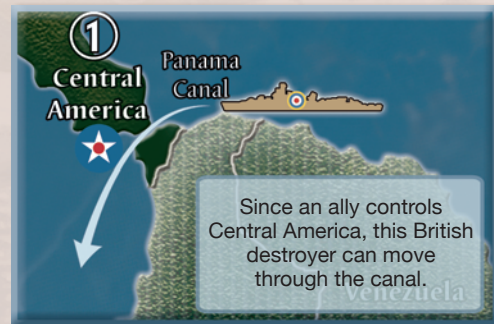 1
Central
America
Panama
Canal
Since an ally controls
Central America, this British
destroyer can move
through the canal.
Venezuela